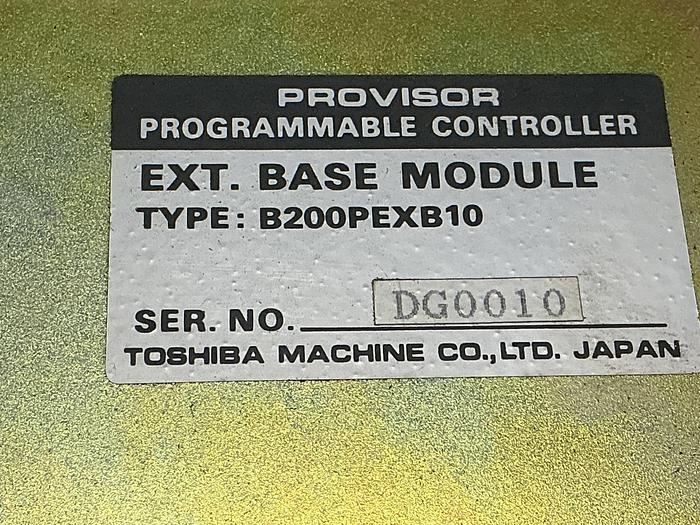 PROVISOR
PROGRAMMABLE CONTROLLER
EXT. BASE MODULE
TYPE: B200PEXB10
SER. NO. DG0010
TOSHIBA MACHINE CO., LTD. JAPAN